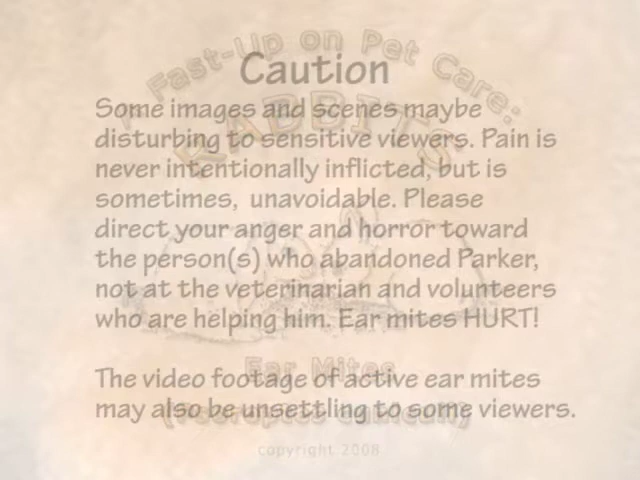 A Fast-Up on Pet Care:
RABBITS
Caution
Some images and scenes maybe
disturbing to sensitive viewers. Pain is
never intentionally inflicted, but is
sometimes, unavoidable. Please
direct your anger and horror toward
the person(s) who abandoned Parker,
not at the veterinarian and volunteers
who are helping him. Ear mites HURT!
Ear Mites
The video footage of active ear mites
may also be unsettling to some viewers.
(Psoroptes cuniculi)
copyright 2008